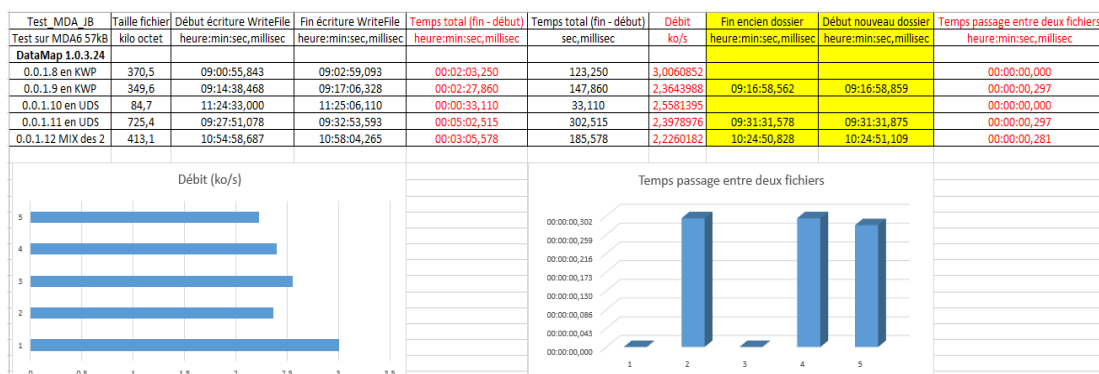 Test_MDA_JB Taille fichier Début écriture WriteFile Fin écriture WriteFile Temps total (fin - début) Temps total (fin - début) Débit Fin encien dossier Début nouveau dossier Temps passage entre deux fichiers
Test sur MDA6 57kB kilo octet heure:min:sec,millisec heure:min:sec,millisec heure:min:sec,millisec sec,millisec ko/s heure:min:sec,millisec heure:min:sec,millisec heure:min:sec,millisec
DataMap 1.0.3.24
0.0.1.8 en KWP 370,5 09:00:55,843 09:02:59,093 00:02:03,250 123,250 3,0060852 00:00:00,000
0.0.1.9 en KWP 349,6 09:14:38,468 09:17:06,328 00:02:27,860 147,860 2,3643988 09:16:58,562 09:16:58,859 00:00:00,297
0.0.1.10 en UDS 84,7 11:24:33,000 11:25:06,110 00:00:33,110 33,110 2,5581395 00:00:00,000
0.0.1.11 en UDS 725,4 09:27:51,078 09:32:53,593 00:05:02,515 302,515 2,3978976 09:31:31,578 09:31:31,875 00:00:00,297
0.0.1.12 MIX des 2 413,1 10:54:58,687 10:58:04,265 00:03:05,578 185,578 2,2260182 10:24:50,828 10:24:51,109 00:00:00,281
Débit (ko/s)
5
4
3
2
1
0 0,5 1 1,5 2 2,5 3 3,5
Temps passage entre deux fichiers
00:00:00,302
00:00:00,259
00:00:00,216
00:00:00,173
00:00:00,130
00:00:00,086
00:00:00,043
00:00:00,000
1 2 3 4 5